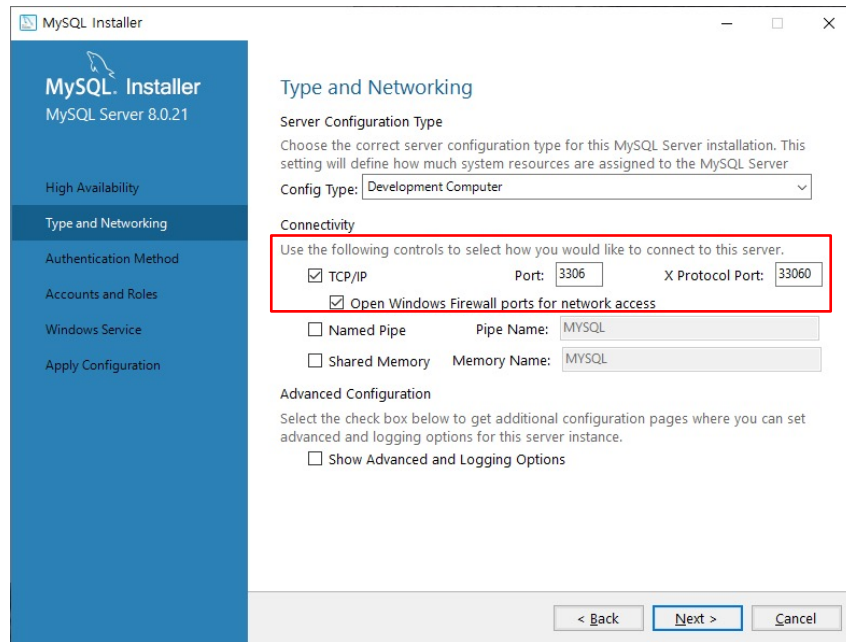 MySQL Installer
MySQL. Installer
MySQL Server 8.0.21
High Availability
Type and Networking
Authentication Method
Accounts and Roles
Windows Service
Apply Configuration
Type and Networking
Server Configuration Type
Choose the correct server configuration type for this MySQL Server installation. This
setting will define how much system resources are assigned to the MySQL Server
Config Type: Development Computer
Connectivity
Use the following controls to select how you would like to connect to this server.
TCP/IP Port: 3306 X Protocol Port: 33060
Open Windows Firewall ports for network access
Named Pipe Pipe Name: MYSQL
Shared Memory Memory Name: MYSQL
Advanced Configuration
Select the check box below to get additional configuration pages where you can set
advanced and logging options for this server instance.
Show Advanced and Logging Options
< Back Next > Cancel